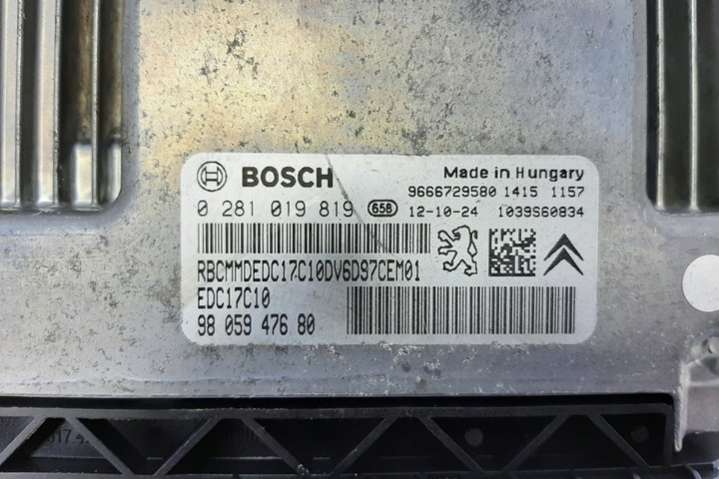 BOSCH
Made in Hungary
9666729580 1415 1157
0 281 019 819 658 12-10-24 1039S60834
RBCMMDEDC17C10DV6D97CEM01
EDC17C10
98 059 476 80